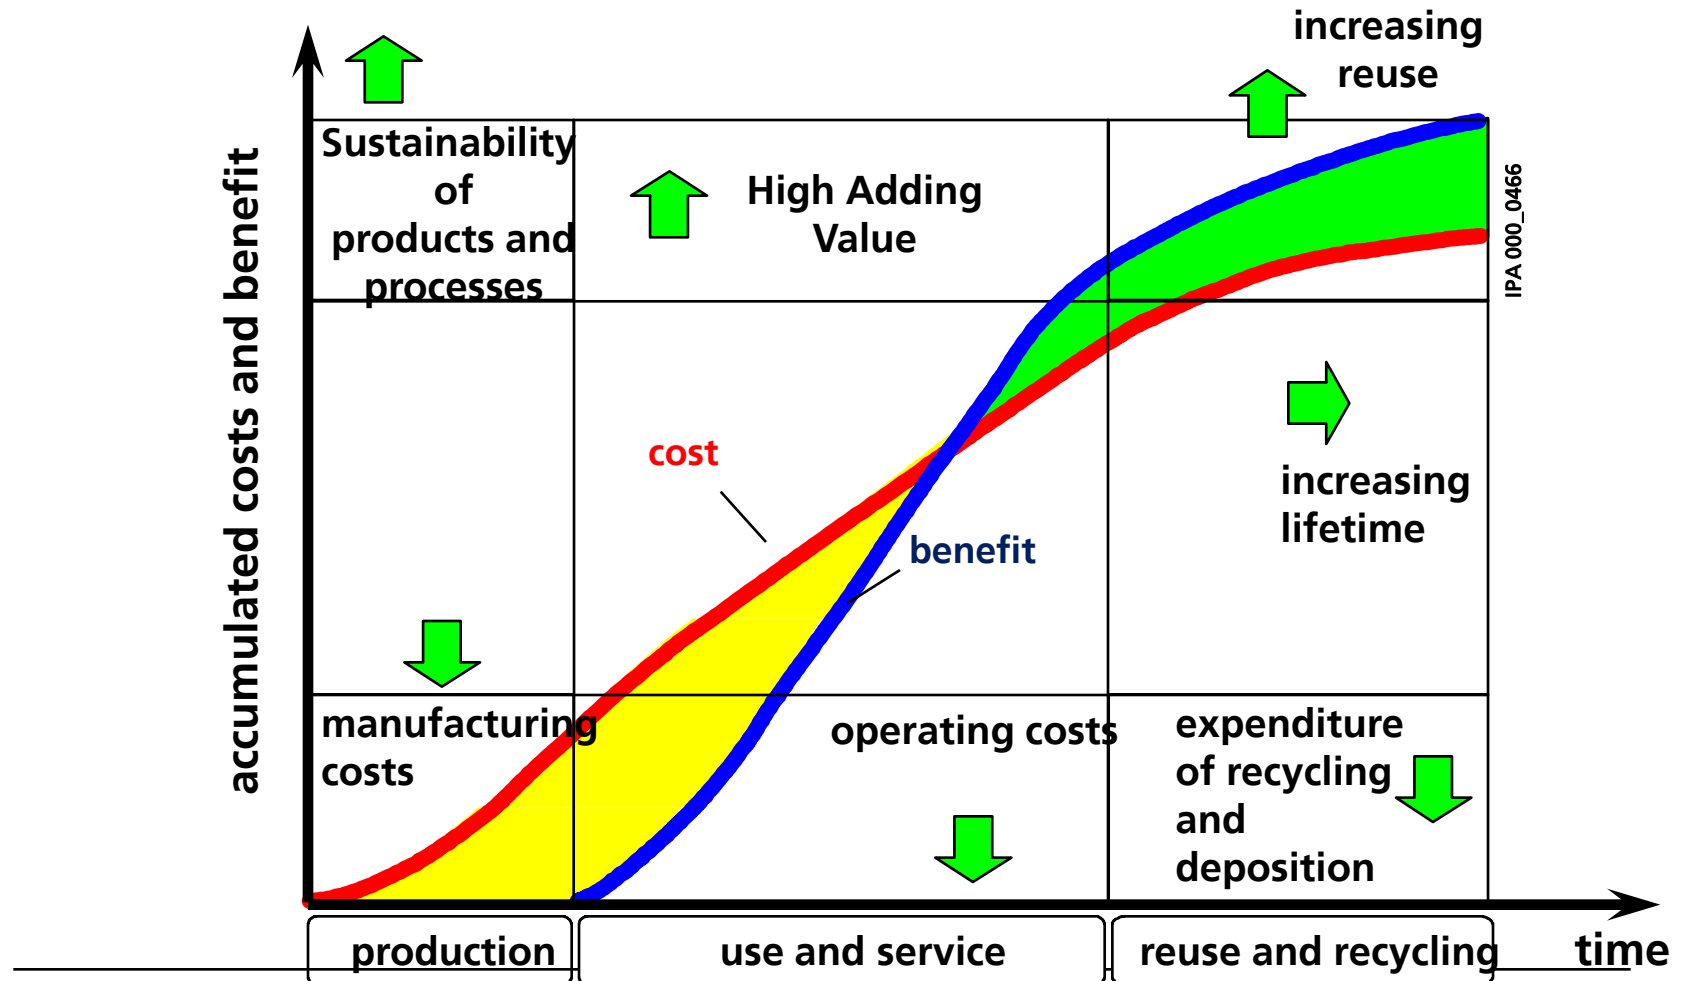 increasing
reuse
Sustainability
of
products and
processes
High Adding
Value
IPA 000_0466
accumulated costs and benefit
cost
increasing
lifetime
benefit
manufacturing
costs
operating costs
expenditure
of recycling
and
deposition
production
use and service
reuse and recycling
time